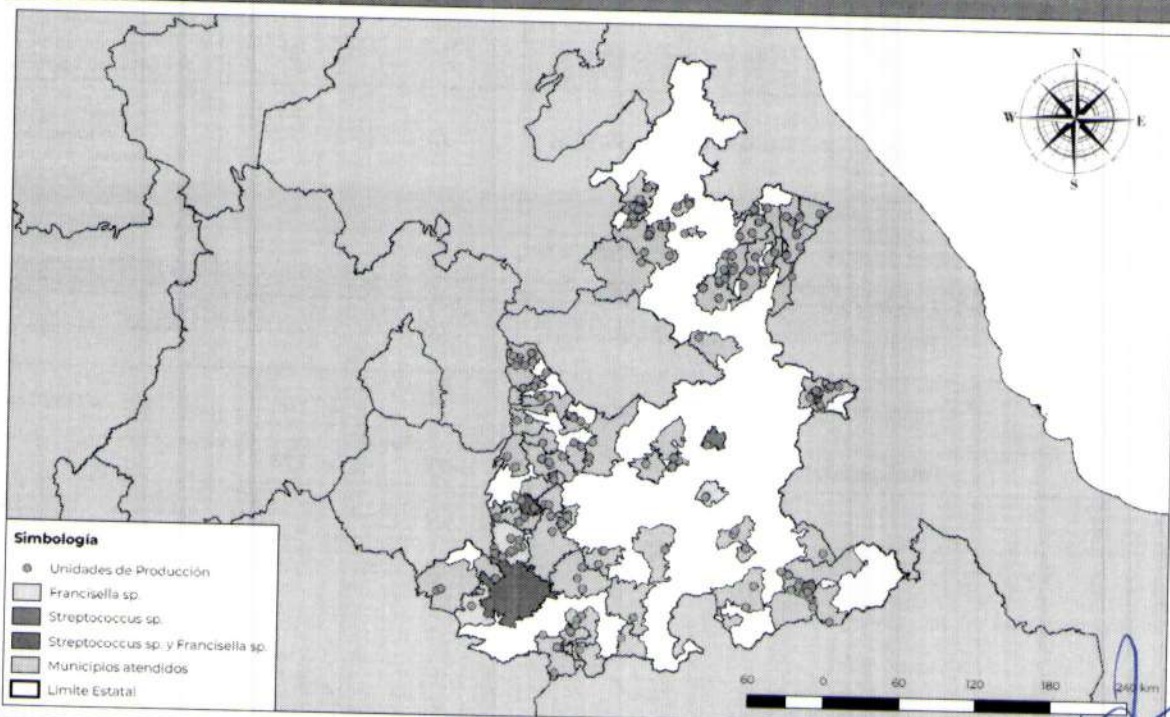 N
W E
S
Simbología
Unidades de Producción
Francisella sp.
Streptococcus sp.
Streptococcus sp. y Francisella sp.
Municipios atendidos
Limite Estatal
60 0 60 120 180 240 km